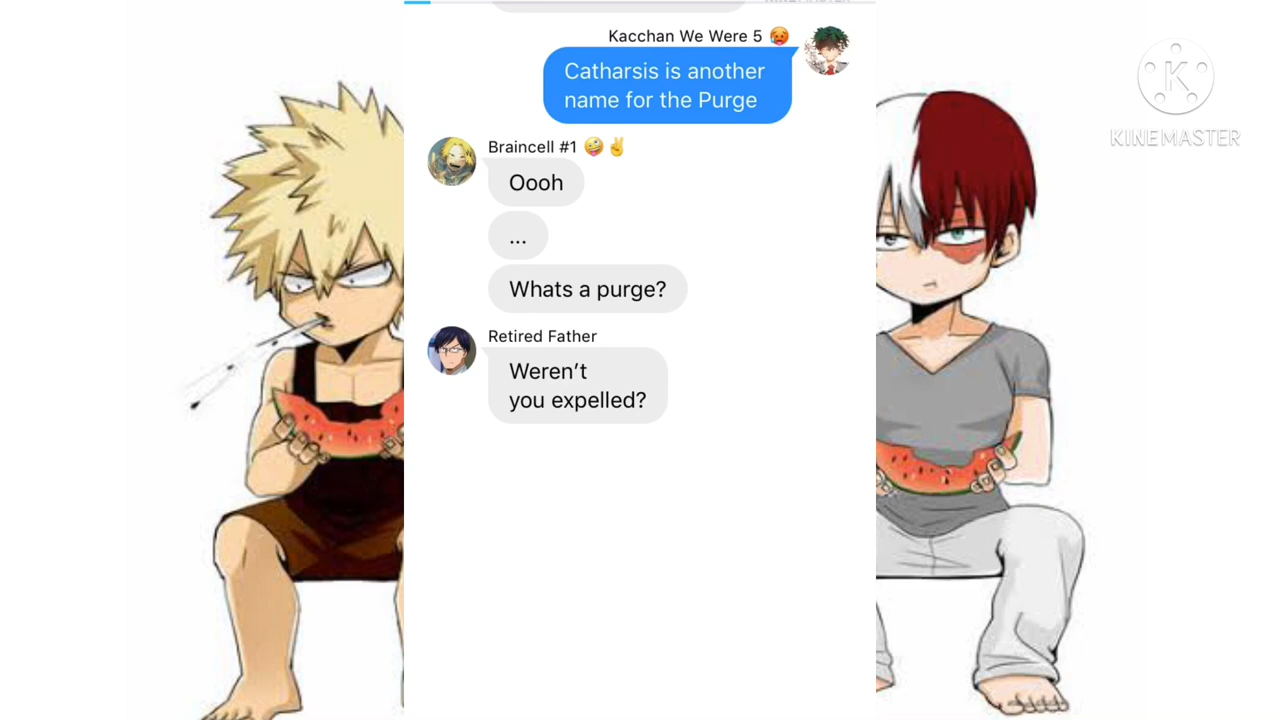 Kacchan We Were 5 🥵
Catharsis is another
name for the Purge
Braincell #1 🤪✌️
Oooh
...
Whats a purge?
Retired Father
Weren’t
you expelled?
K
KINEMASTER